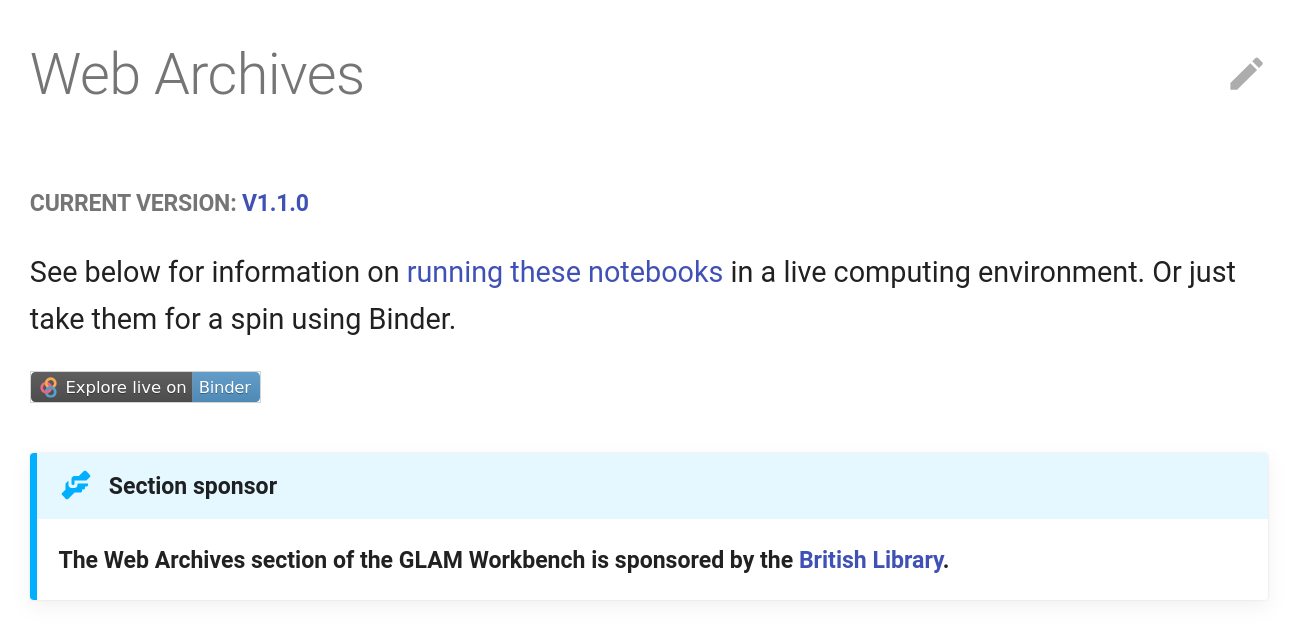 Web Archives
CURRENT VERSION: V1.1.0
See below for information on running these notebooks in a live computing environment. Or just
take them for a spin using Binder.
Explore live on Binder
Section sponsor
The Web Archives section of the GLAM Workbench is sponsored by the British Library.